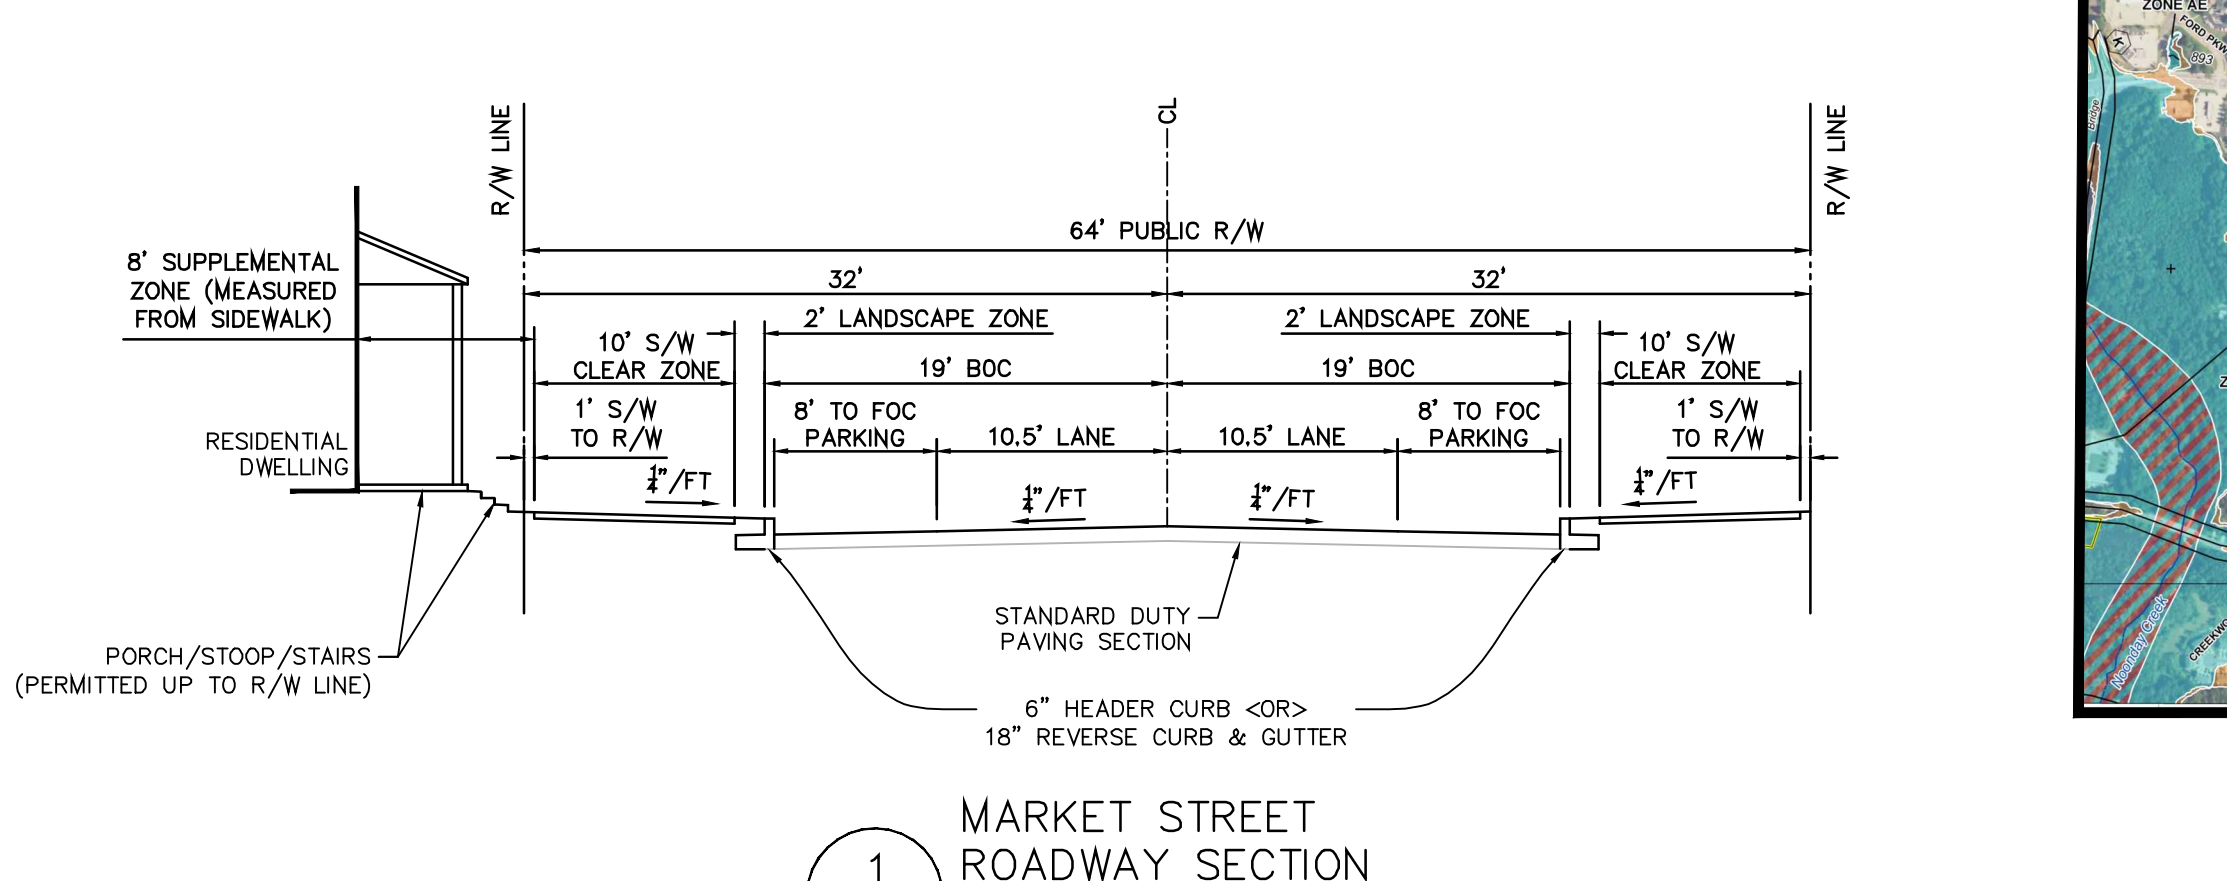 ZONE AE
FORD PKW
K
893
Bridge
R/W LINE
CL
R/W LINE
64' PUBLIC R/W
8' SUPPLEMENTAL
ZONE (MEASURED
FROM SIDEWALK)
32'
32'
2' LANDSCAPE ZONE
2' LANDSCAPE ZONE
10' S/W
CLEAR ZONE
10' S/W
CLEAR ZONE
19' BOC
19' BOC
1' S/W
TO R/W
8' TO FOC
PARKING
10.5' LANE
10.5' LANE
8' TO FOC
PARKING
1' S/W
TO R/W
RESIDENTIAL
DWELLING
1/4"/FT
1/4"/FT
1/4"/FT
1/4"/FT
STANDARD DUTY
PAVING SECTION
PORCH/STOOP/STAIRS
(PERMITTED UP TO R/W LINE)
6" HEADER CURB <OR>
18" REVERSE CURB & GUTTER
MARKET STREET
ROADWAY SECTION
1
Z
Noonday Creek
CREEKWO